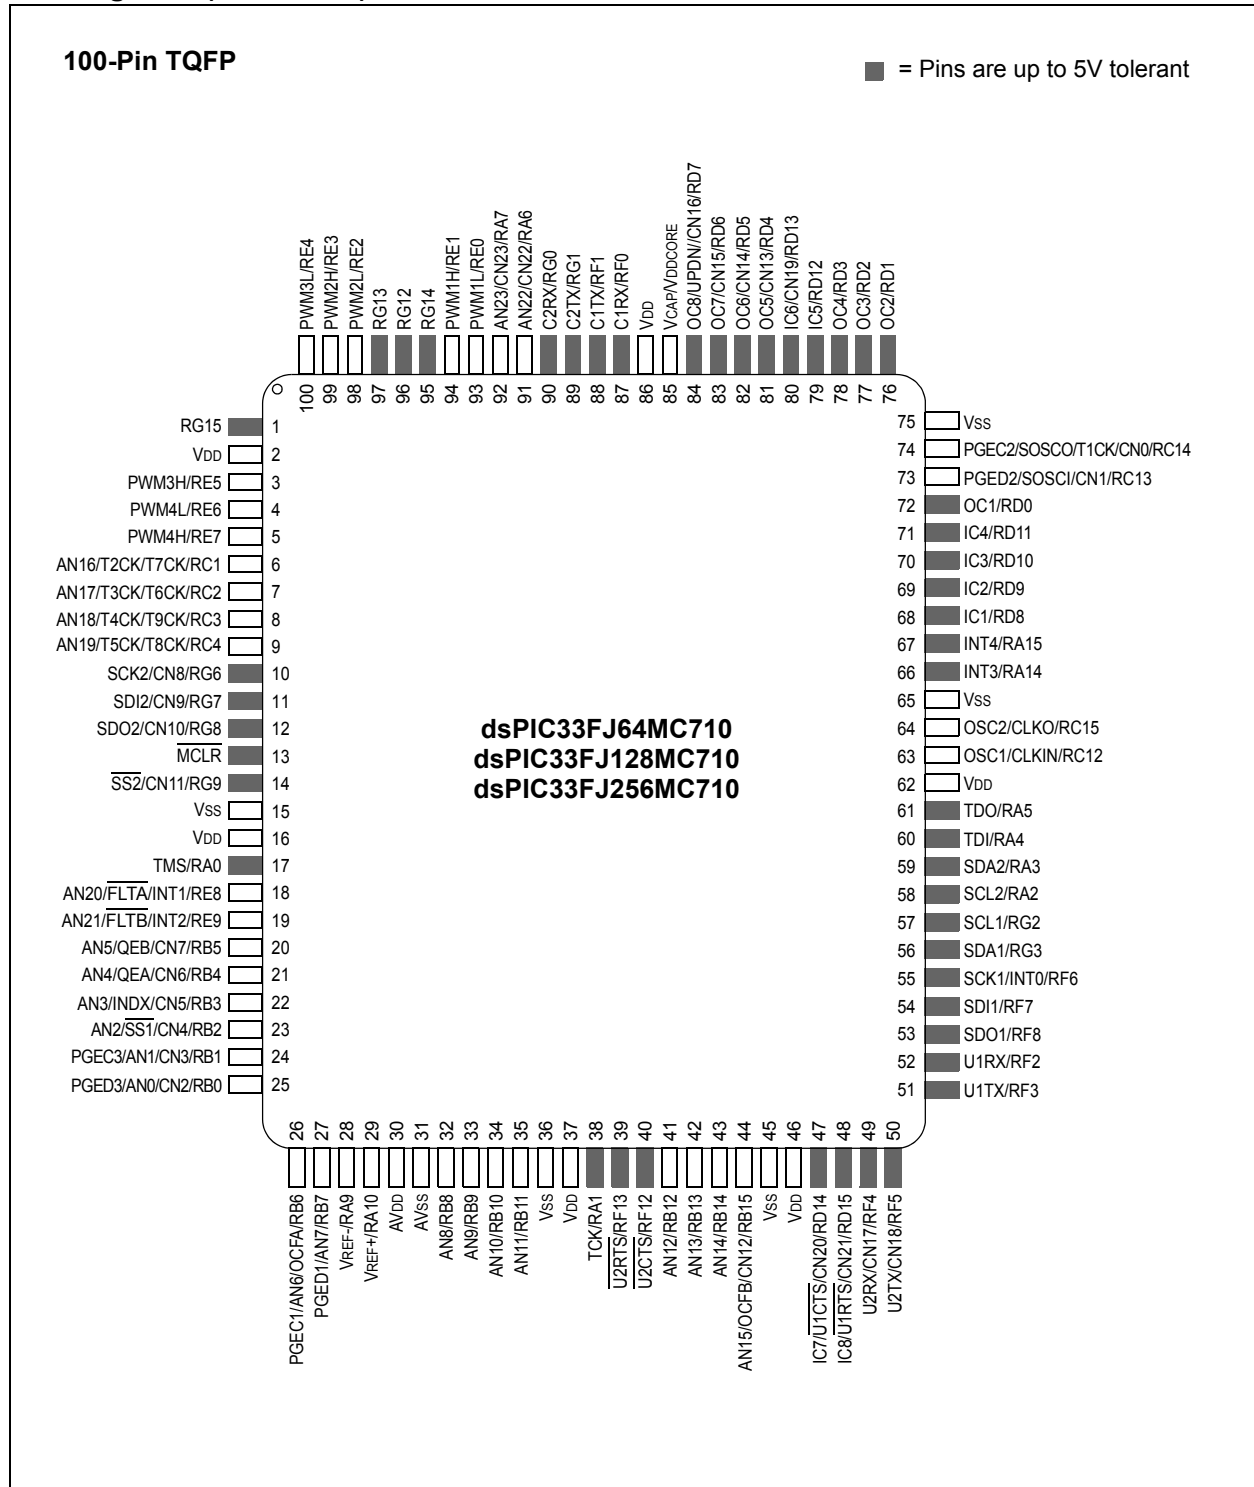 100-Pin TQFP
= Pins are up to 5V tolerant
PWM3L/RE4
PWM2H/RE3
PWM2L/RE2
RG13
RG12
RG14
PWM1H/RE1
PWM1L/RE0
AN23/CN23/RA7
AN22/CN22/RA6
C2RX/RG0
C2TX/RG1
C1TX/RF1
C1RX/RF0
VDD
VCAP/VDDCORE
OC8/UPDN//CN16/RD7
OC7/CN15/RD6
OC6/CN14/RD5
OC5/CN13/RD4
IC6/CN19/RD13
IC5/RD12
OC4/RD3
OC3/RD2
OC2/RD1
100 99 98 97 96 95 94 93 92 91 90 89 88 87 86 85 84 83 82 81 80 79 78 77 76
RG15 1
VDD 2
PWM3H/RE5 3
PWM4L/RE6 4
PWM4H/RE7 5
AN16/T2CK/T7CK/RC1 6
AN17/T3CK/T6CK/RC2 7
AN18/T4CK/T9CK/RC3 8
AN19/T5CK/T8CK/RC4 9
SCK2/CN8/RG6 10
SDI2/CN9/RG7 11
SDO2/CN10/RG8 12
MCLR 13
SS2/CN11/RG9 14
VSS 15
VDD 16
TMS/RA0 17
AN20/FLTA/INT1/RE8 18
AN21/FLTB/INT2/RE9 19
AN5/QEB/CN7/RB5 20
AN4/QEA/CN6/RB4 21
AN3/INDX/CN5/RB3 22
AN2/SS1/CN4/RB2 23
PGEC3/AN1/CN3/RB1 24
PGED3/AN0/CN2/RB0 25
dsPIC33FJ64MC710
dsPIC33FJ128MC710
dsPIC33FJ256MC710
75 VSS
74 PGEC2/SOSCO/T1CK/CN0/RC14
73 PGED2/SOSCI/CN1/RC13
72 OC1/RD0
71 IC4/RD11
70 IC3/RD10
69 IC2/RD9
68 IC1/RD8
67 INT4/RA15
66 INT3/RA14
65 VSS
64 OSC2/CLKO/RC15
63 OSC1/CLKIN/RC12
62 VDD
61 TDO/RA5
60 TDI/RA4
59 SDA2/RA3
58 SCL2/RA2
57 SCL1/RG2
56 SDA1/RG3
55 SCK1/INT0/RF6
54 SDI1/RF7
53 SDO1/RF8
52 U1RX/RF2
51 U1TX/RF3
26 27 28 29 30 31 32 33 34 35 36 37 38 39 40 41 42 43 44 45 46 47 48 49 50
PGEC1/AN6/OCFA/RB6
PGED1/AN7/RB7
VREF-/RA9
VREF+/RA10
AVDD
AVSS
AN8/RB8
AN9/RB9
AN10/RB10
AN11/RB11
VSS
VDD
TCK/RA1
U2RTS/RF13
U2CTS/RF12
AN12/RB12
AN13/RB13
AN14/RB14
AN15/OCFB/CN12/RB15
VSS
VDD
IC7/U1CTS/CN20/RD14
IC8/U1RTS/CN21/RD15
U2RX/CN17/RF4
U2TX/CN18/RF5